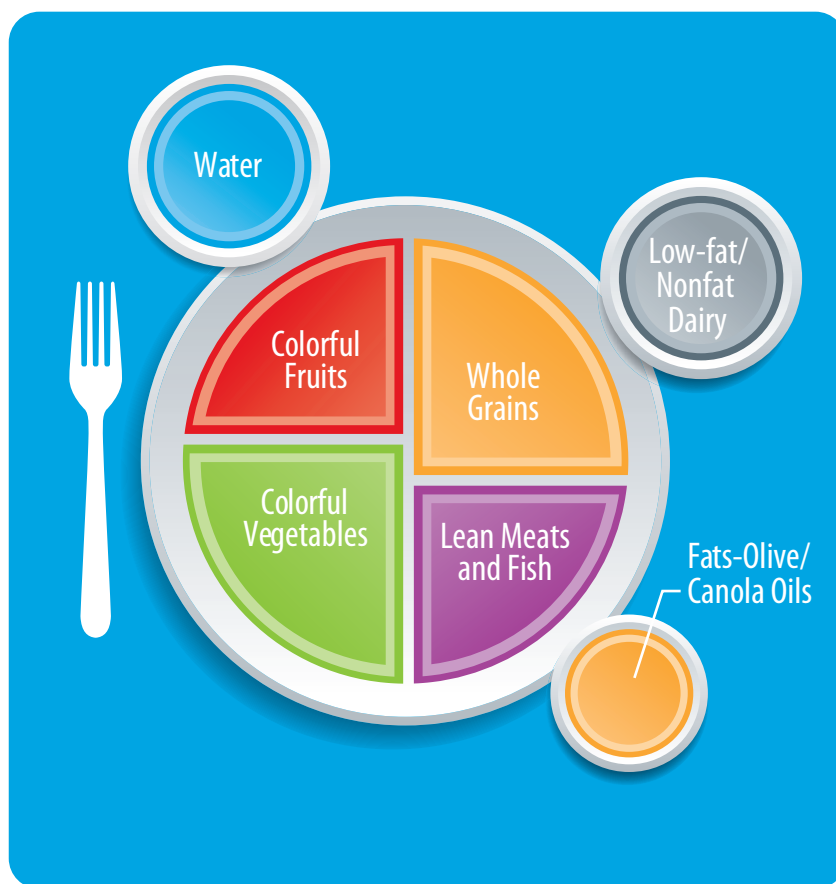 Water
Low-fat/
Nonfat
Dairy
Colorful
Fruits
Whole
Grains
Colorful
Vegetables
Lean Meats
and Fish
Fats-Olive/
Canola Oils